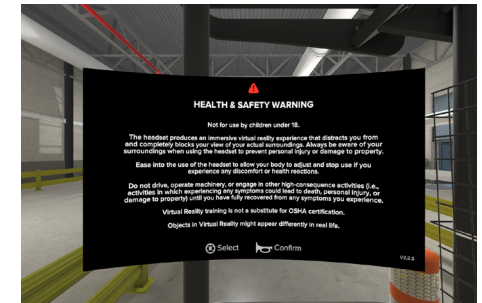 HEALTH & SAFETY WARNING
Not for use by children under 18.
The headset produces an immersive virtual reality experience that distracts you from
and completely blocks your view of your actual surroundings. Always be aware of your
surroundings when using the headset to prevent personal injury or damage to property.
Ease into the use of the headset to allow your body to adjust and stop use if you
experience any discomfort or health reactions.
Do not drive, operate machinery, or engage in other high-consequence activities (i.e.,
activities in which experiencing any symptoms could lead to death, personal injury, or
damage to property) until you have fully recovered from any symptoms you experience.
Virtual Reality training is not a substitute for OSHA certification.
Objects in Virtual Reality might appear differently in real life.
Select Confirm
V3.2.3